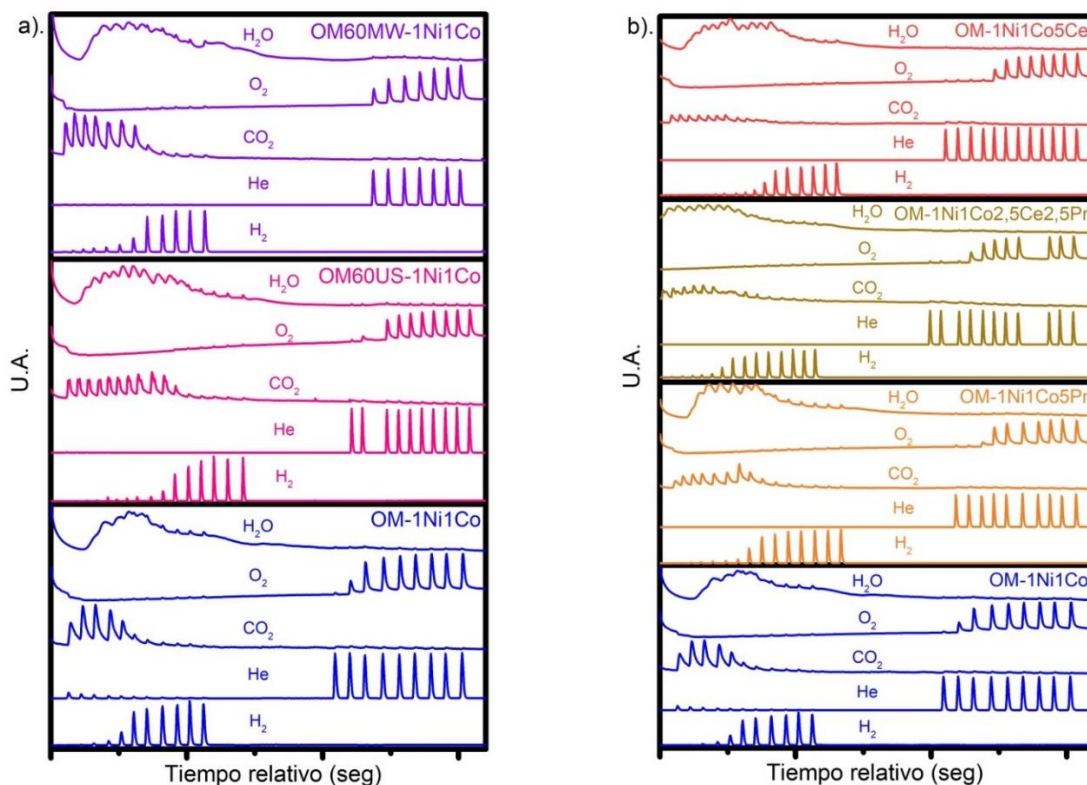 a).
OM60MW-1Ni1Co
H₂O
O₂
CO₂
He
H₂
OM60US-1Ni1Co
H₂O
O₂
CO₂
He
H₂
OM-1Ni1Co
H₂O
O₂
CO₂
He
H₂
U.A.
Tiempo relativo (seg)
b).
OM-1Ni1Co5Ce
H₂O
O₂
CO₂
He
H₂
OM-1Ni1Co2,5Ce2,5Pr
H₂O
O₂
CO₂
He
H₂
OM-1Ni1Co5Pr
H₂O
O₂
CO₂
He
H₂
OM-1Ni1Co
H₂O
O₂
CO₂
He
H₂
U.A.
Tiempo relativo (seg)